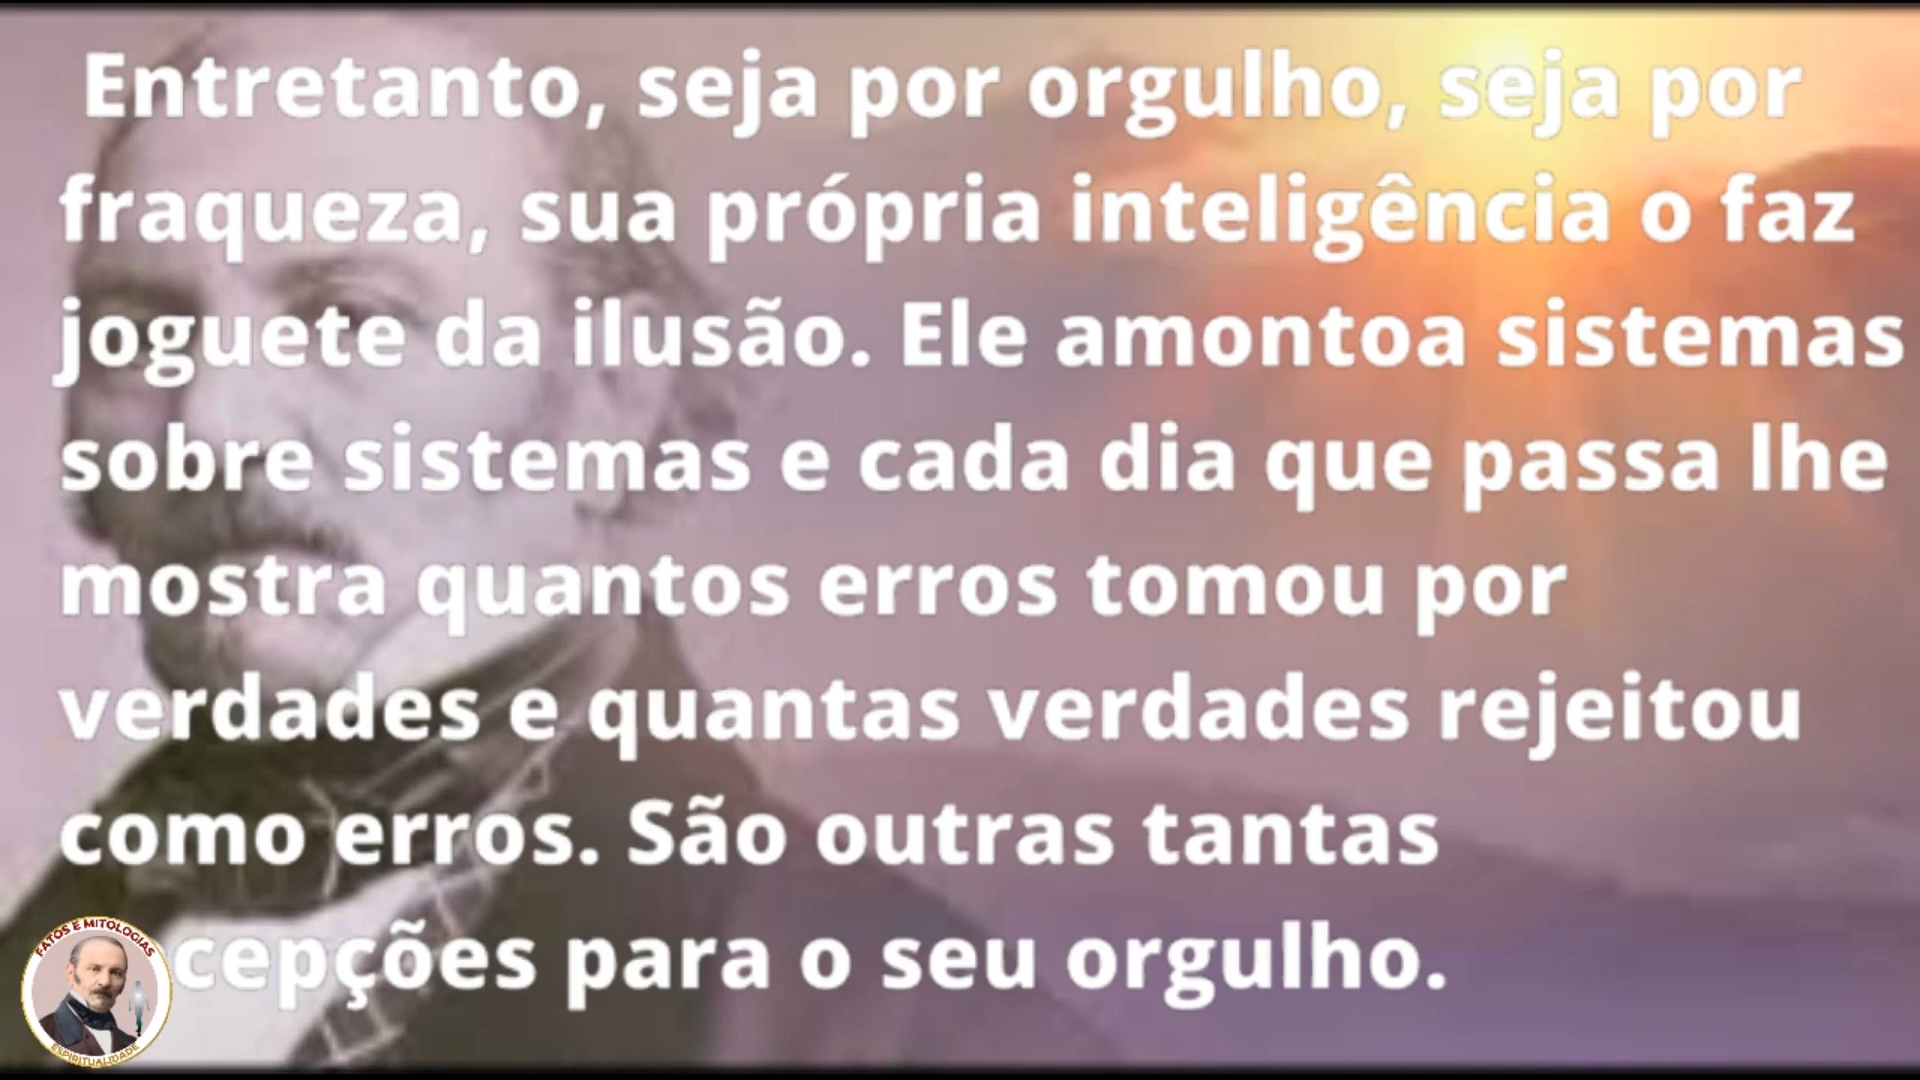 Entretanto, seja por orgulho, seja por
fraqueza, sua própria inteligência o faz
joguete da ilusão. Ele amontoa sistemas
sobre sistemas e cada dia que passa lhe
mostra quantos erros tomou por
verdades e quantas verdades rejeitou
como erros. São outras tantas
cepções para o seu orgulho.
FATOS E MITOLOGIAS
ESPIRITUALIDADE